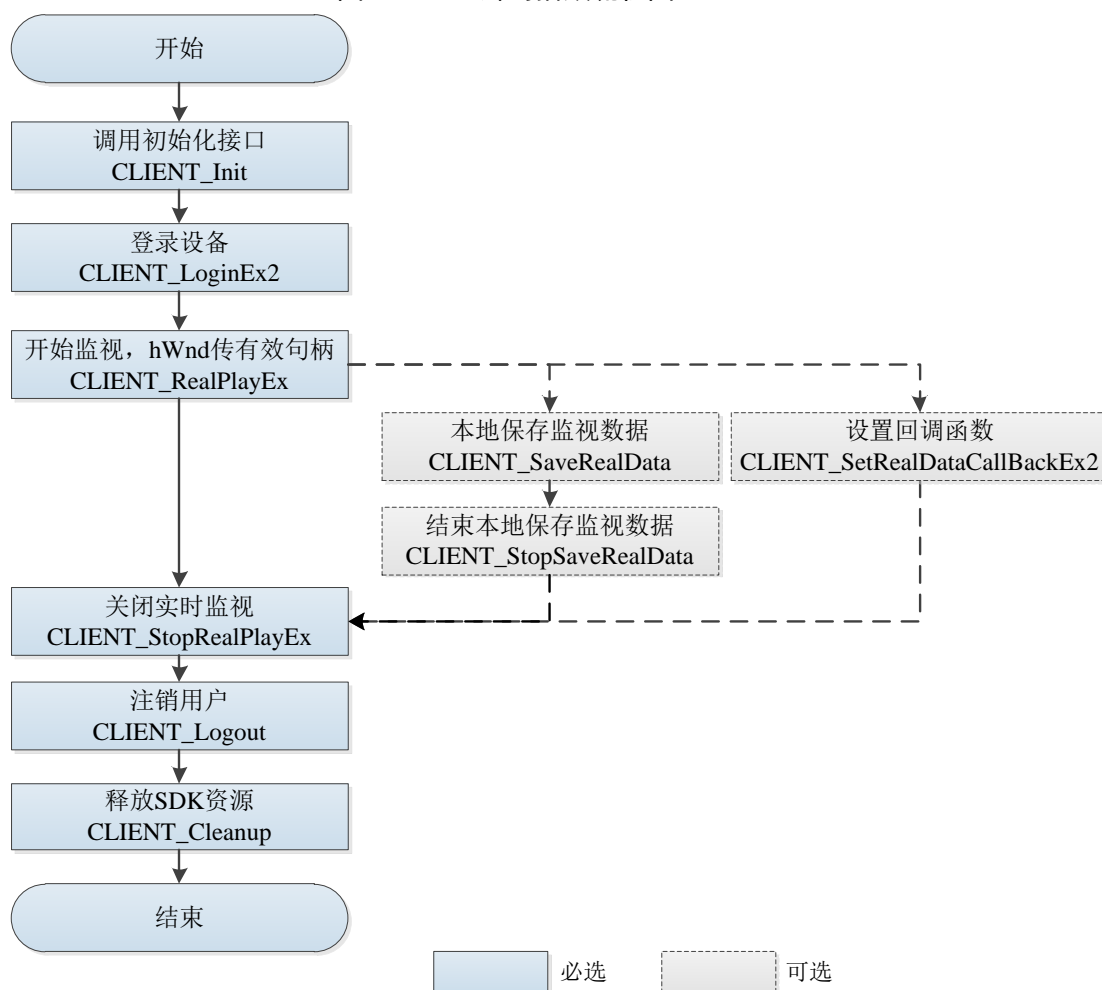 开始
调用初始化接口
CLIENT_Init
登录设备
CLIENT_LoginEx2
开始监视，hWnd传有效句柄
CLIENT_RealPlayEx
本地保存监视数据
CLIENT_SaveRealData
设置回调函数
CLIENT_SetRealDataCallBackEx2
结束本地保存监视数据
CLIENT_StopSaveRealData
关闭实时监视
CLIENT_StopRealPlayEx
注销用户
CLIENT_Logout
释放SDK资源
CLIENT_Cleanup
结束
必选
可选